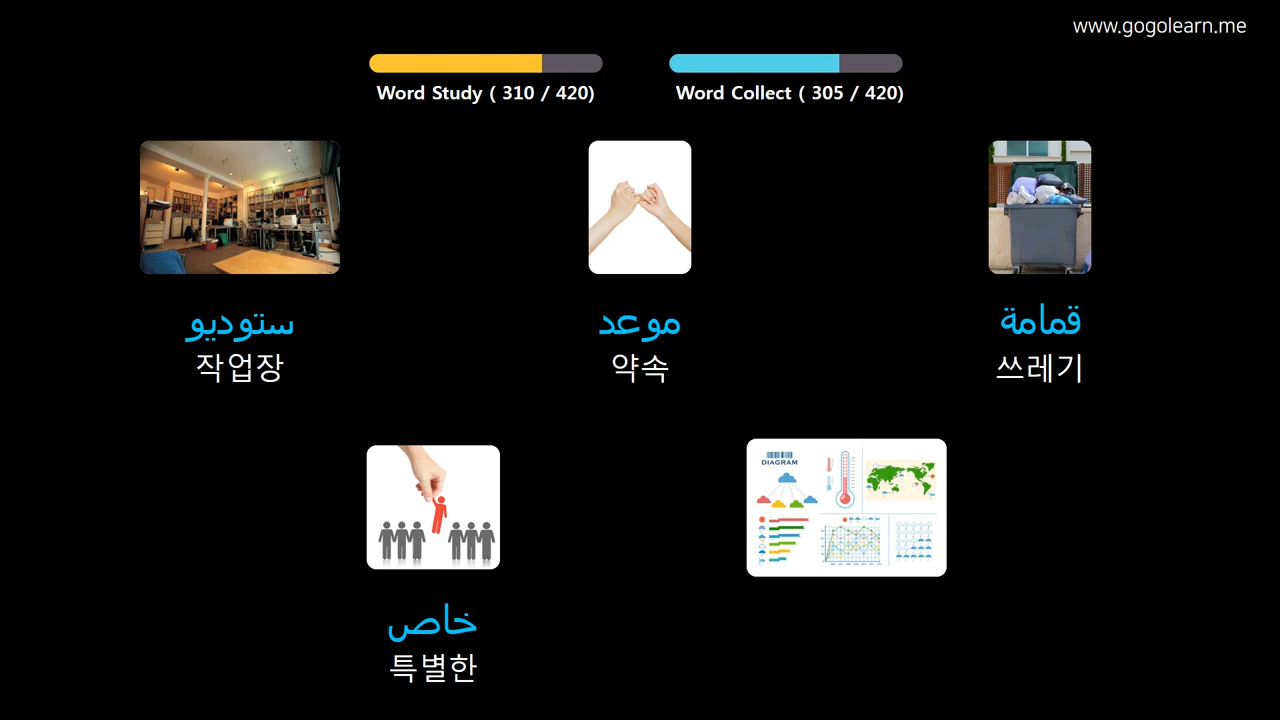 www.gogolearn.me
Word Study ( 310 / 420)
Word Collect ( 305 / 420)
ستوديو
작업장
موعد
약속
قمامة
쓰레기
خاص
특별한
DIAGRAM